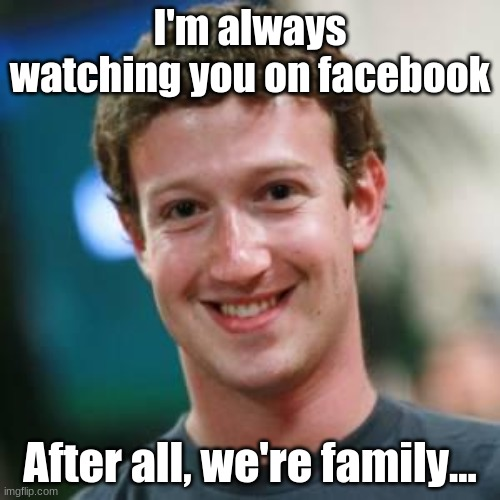 I'm always
watching you on facebook
After all, we're family...
imgflip.com